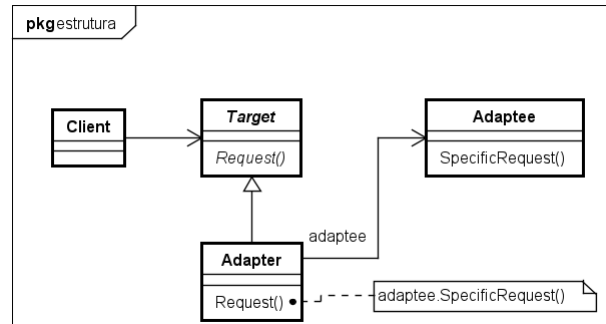 pkg estrutura
Client
Target
Request()
Adaptee
SpecificRequest()
adaptee
Adapter
Request()
adaptee.SpecificRequest()